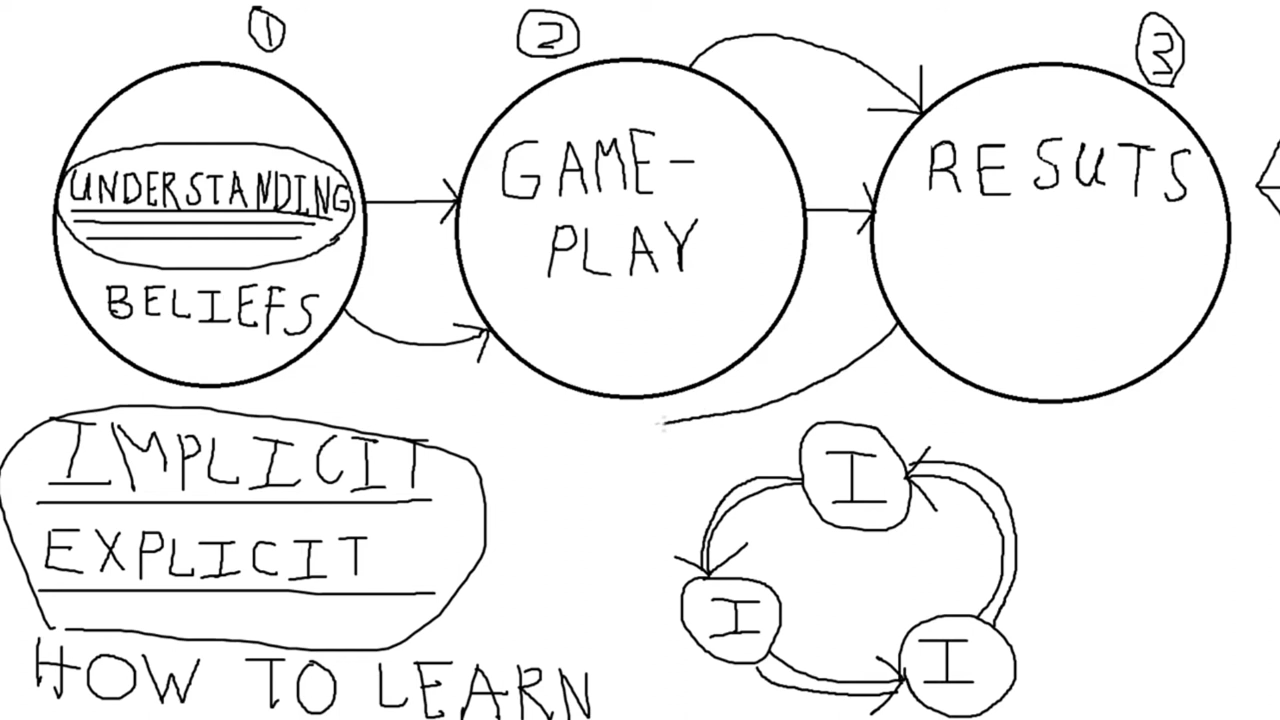 1
2
3
UNDERSTANDING
BELIEFS
GAME-
PLAY
RESUTS
IMPLICIT
EXPLICIT
HOW TO LEARN
I
I
I